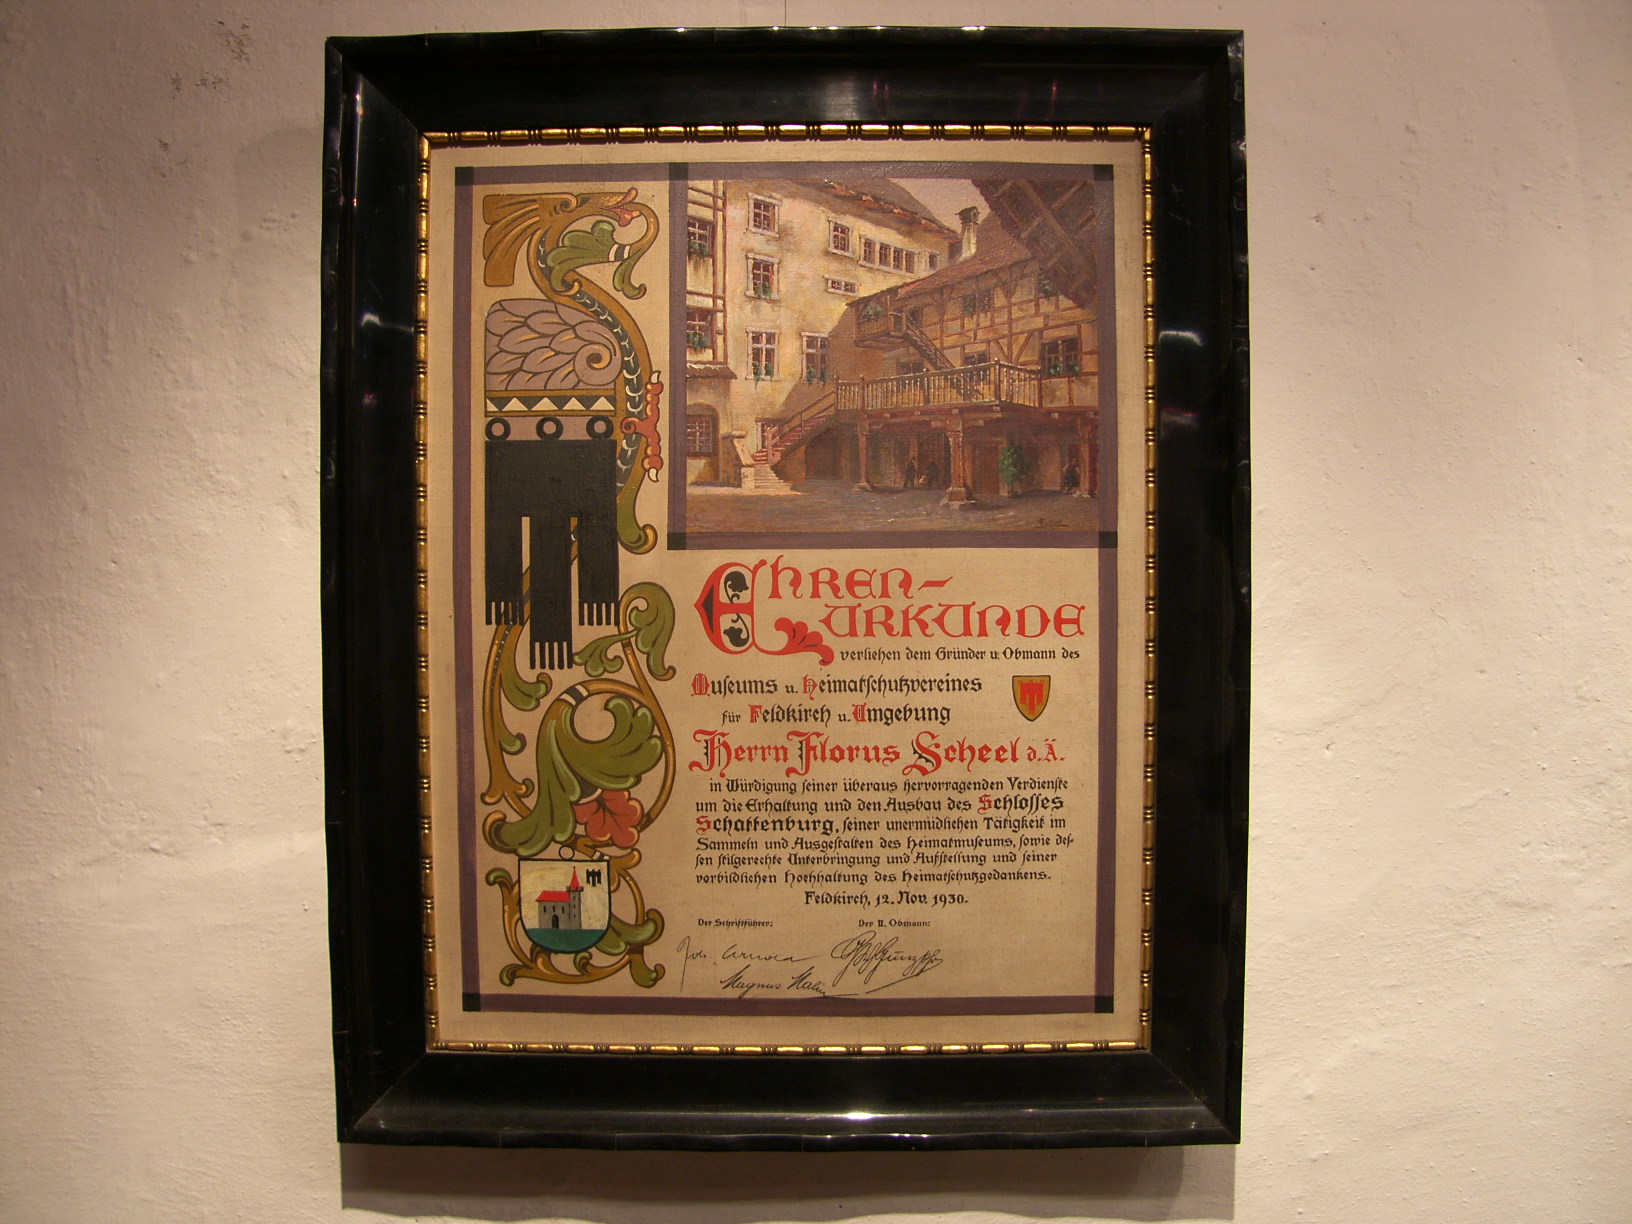 Ehren-
urkunde
verliehen dem Gründer u. Obmann des
Museums u. Heimatschutzvereines
für Feldkirch u. Umgebung
Herrn Florus Scheel d. Ä.
in Würdigung seiner überaus hervorragenden Verdienste
um die Erhaltung und den Ausbau des Schlosses
Schattenburg, seiner unermüdlichen Tätigkeit im
Sammeln und Ausgestalten des Heimatmuseums, sowie des-
sen stilgerechte Unterbringung und Aufstellung und seiner
vorbildlichen Hochhaltung des Heimatschutzgedankens.
Feldkirch, 12. Nov. 1930.
Der Schriftführer: Der II. Obmann:
Magnus